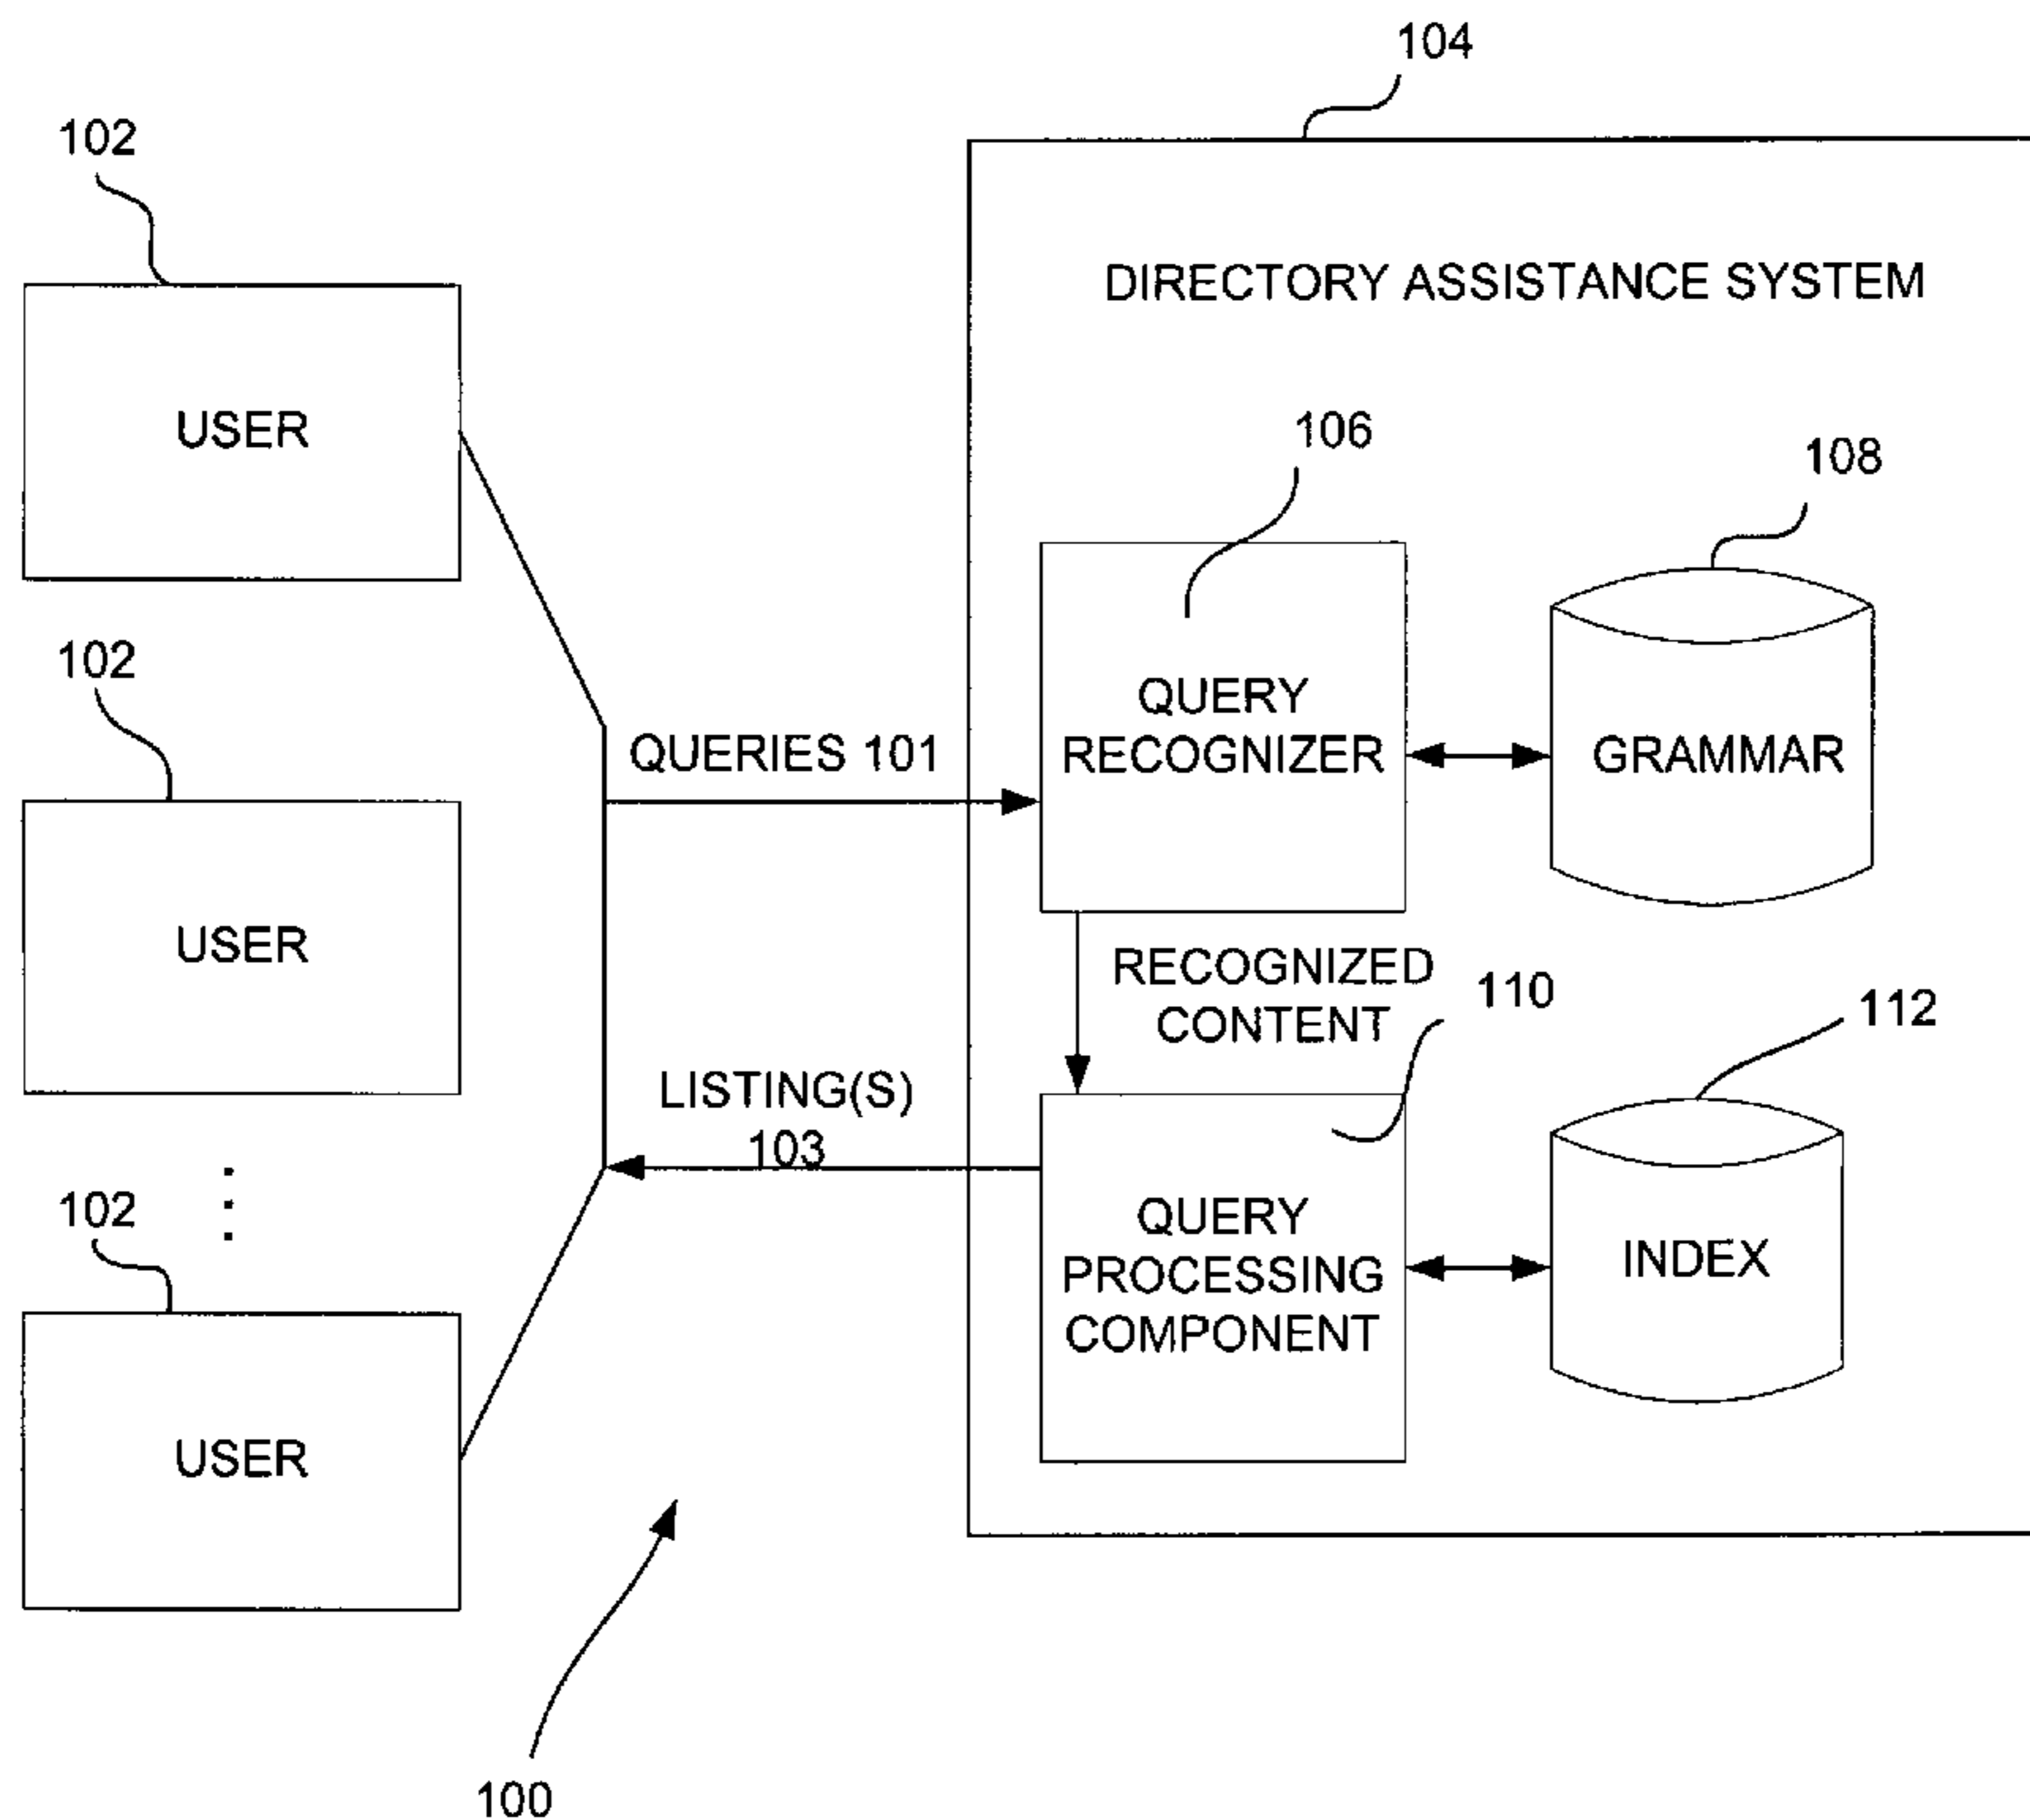 104
102
DIRECTORY ASSISTANCE SYSTEM
USER
106
108
102
QUERY
RECOGNIZER
GRAMMAR
QUERIES 101
USER
RECOGNIZED
CONTENT
110
112
LISTING(S)
103
102
QUERY
PROCESSING
COMPONENT
INDEX
USER
100